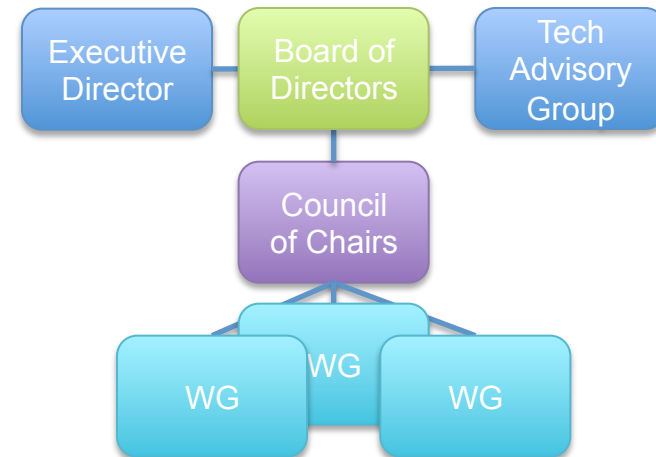 Executive
Director
Board of
Directors
Tech
Advisory
Group
Council
of Chairs
WG
WG
WG